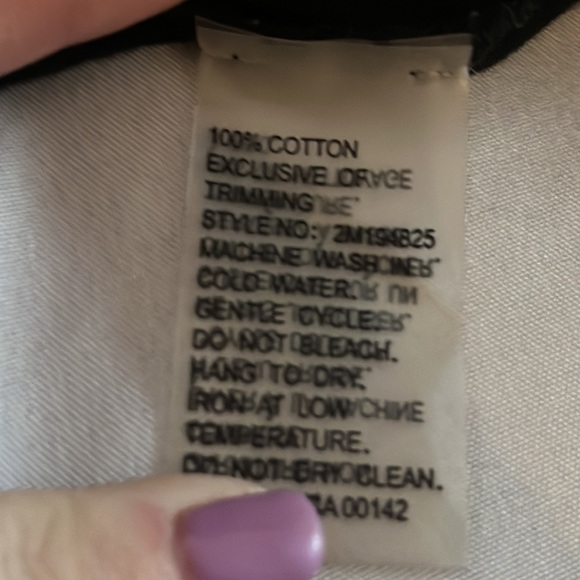 100% COTTON
EXCLUSIVE OF
TRIMMING
STYLE NO:
MACHINE WASH
COLD WATER
GENTLE CYCLE
DO NOT BLEACH.
HANG TO DRY.
IRON AT LOW
TEMPERATURE.
DO NOT DRY CLEAN.
A 00142